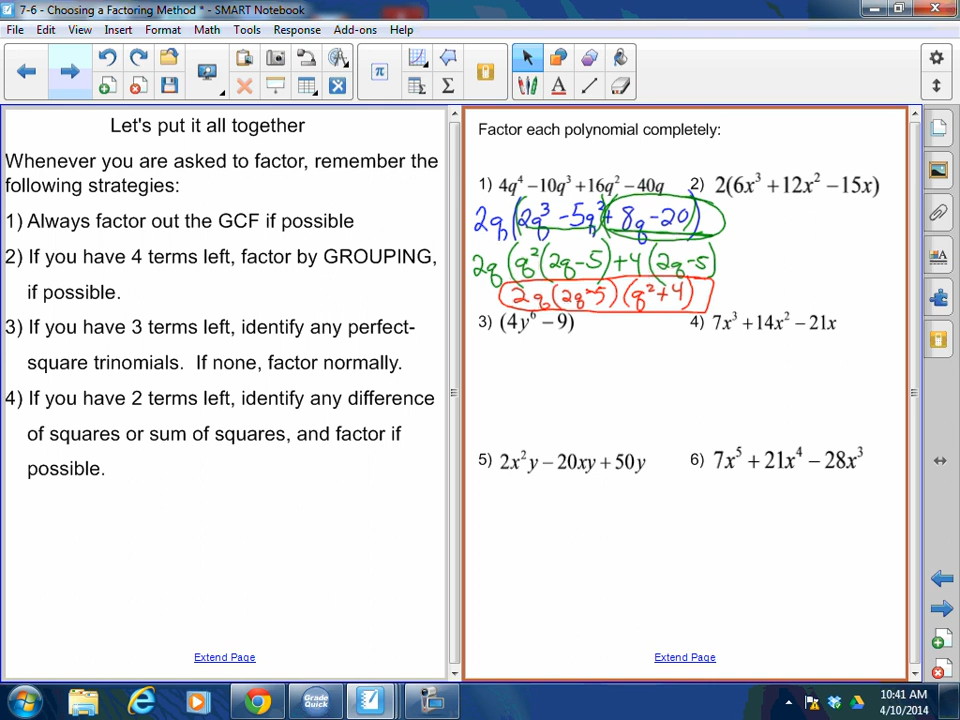 7-6 - Choosing a Factoring Method * - SMART Notebook
File Edit View Insert Format Math Tools Response Add-ons Help
Let's put it all together
Whenever you are asked to factor, remember the
following strategies:
1) Always factor out the GCF if possible
2) If you have 4 terms left, factor by GROUPING,
if possible.
3) If you have 3 terms left, identify any perfect-
square trinomials. If none, factor normally.
4) If you have 2 terms left, identify any difference
of squares or sum of squares, and factor if
possible.
Extend Page
Factor each polynomial completely:
1) 4q⁴ − 10q³ + 16q² − 40q
2q(2q³ − 5q² + 8q − 20)
2q(q²(2q − 5) + 4(2q − 5)
2q(2q − 5)(q² + 4)
2) 2(6x³ + 12x² − 15x)
3) (4y⁶ − 9)
4) 7x³ + 14x² − 21x
5) 2x²y − 20xy + 50y
6) 7x⁵ + 21x⁴ − 28x³
Extend Page
Grade
Quick
10:41 AM
4/10/2014